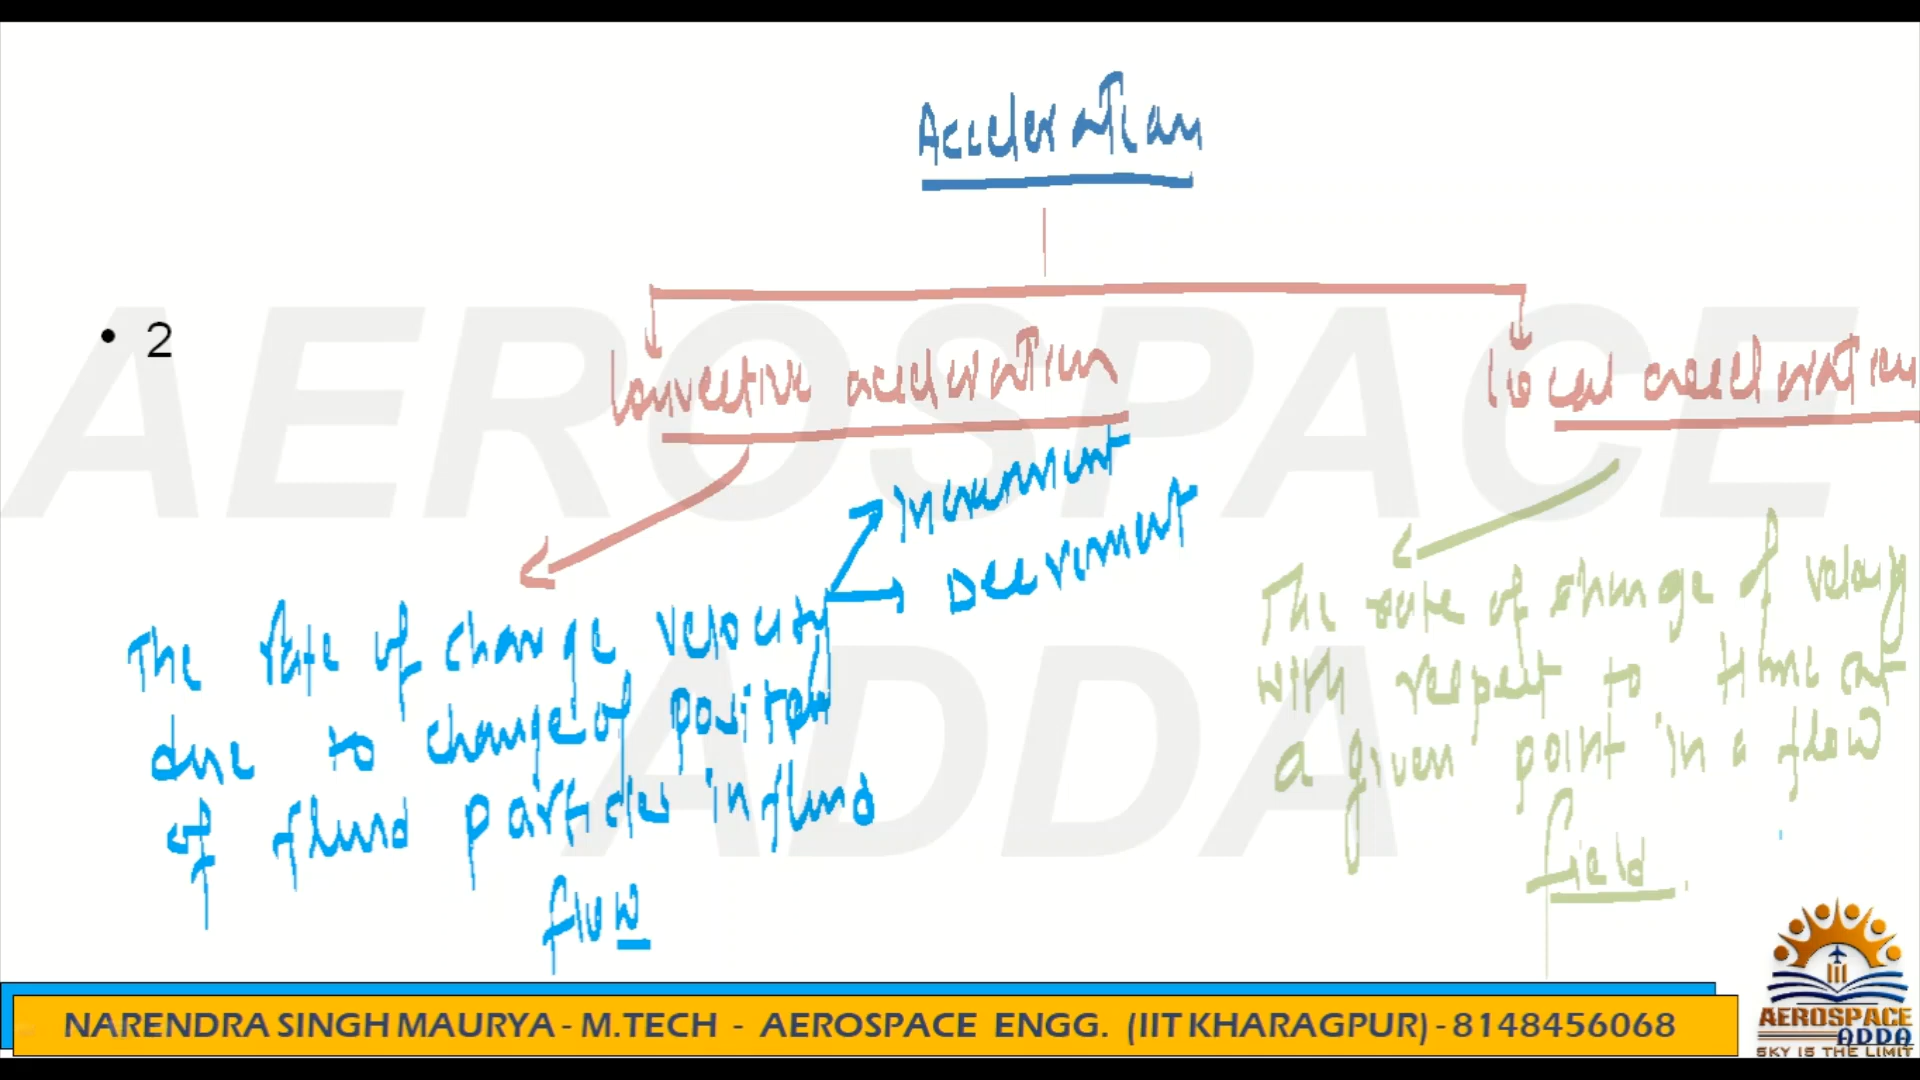 Acceleration
• 2
Convective acceleration
Local acceleration
Increment
Decrement
The rate of change velocity
due to change of position
of fluid particles in fluid
flow
The rate of change of velocity
with respect to time at
a given point in a flow
field.
AEROSPACE
ADDA
NARENDRA SINGH MAURYA - M.TECH - AEROSPACE ENGG. (IIT KHARAGPUR) - 8148456068
AEROSPACE
ADDA
SKY IS THE LIMIT